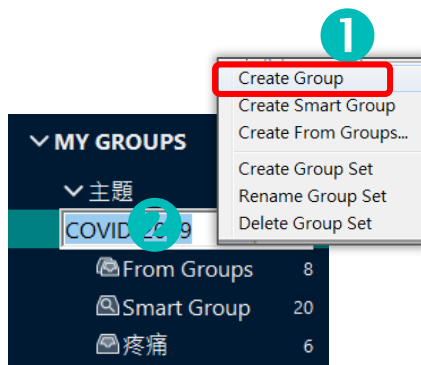 1
Create Group
Create Smart Group
Create From Groups...
Create Group Set
Rename Group Set
Delete Group Set
MY GROUPS
主題
COVID
2
From Groups 8
Smart Group 20
疼痛 6